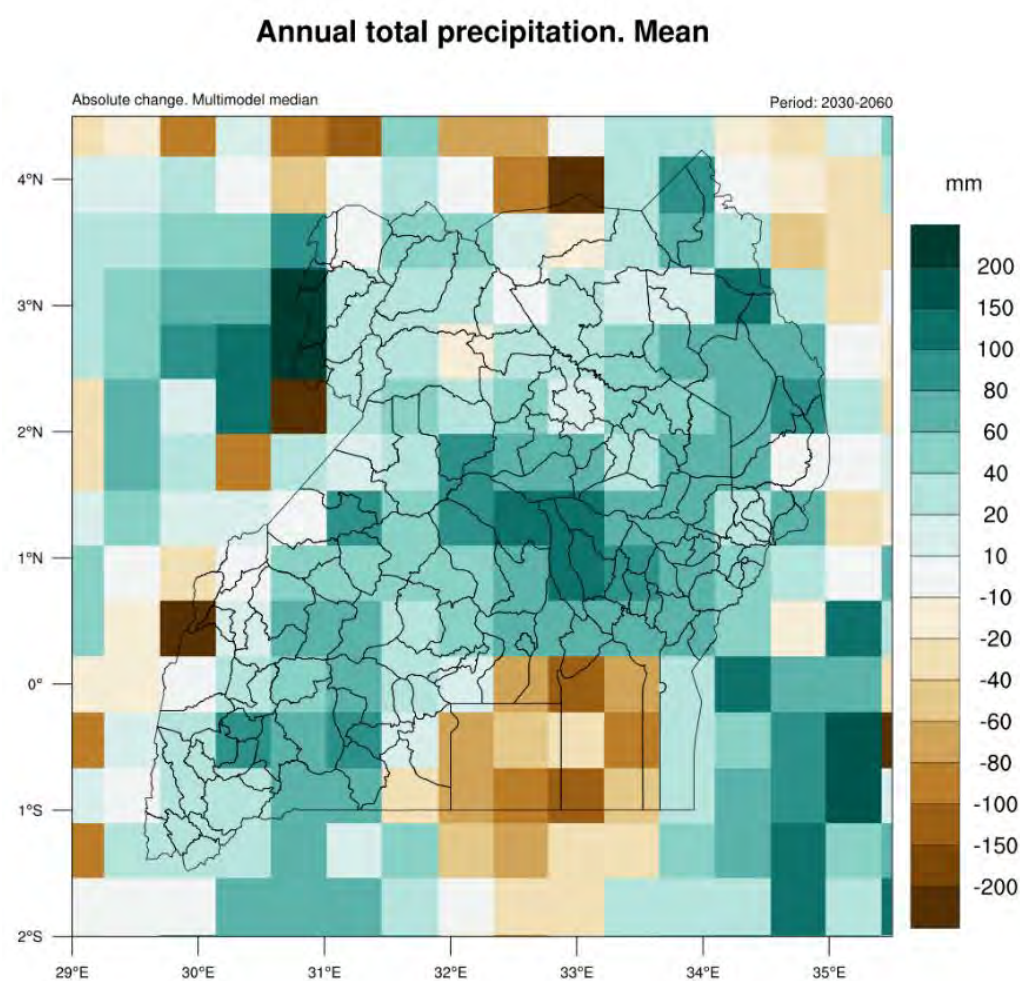 Annual total precipitation. Mean
Absolute change. Multimodel median
Period: 2030-2060
mm
4°N
3°N
2°N
1°N
0°
1°S
2°S
29°E
30°E
31°E
32°E
33°E
34°E
35°E
200
150
100
80
60
40
20
10
-10
-20
-40
-60
-80
-100
-150
-200